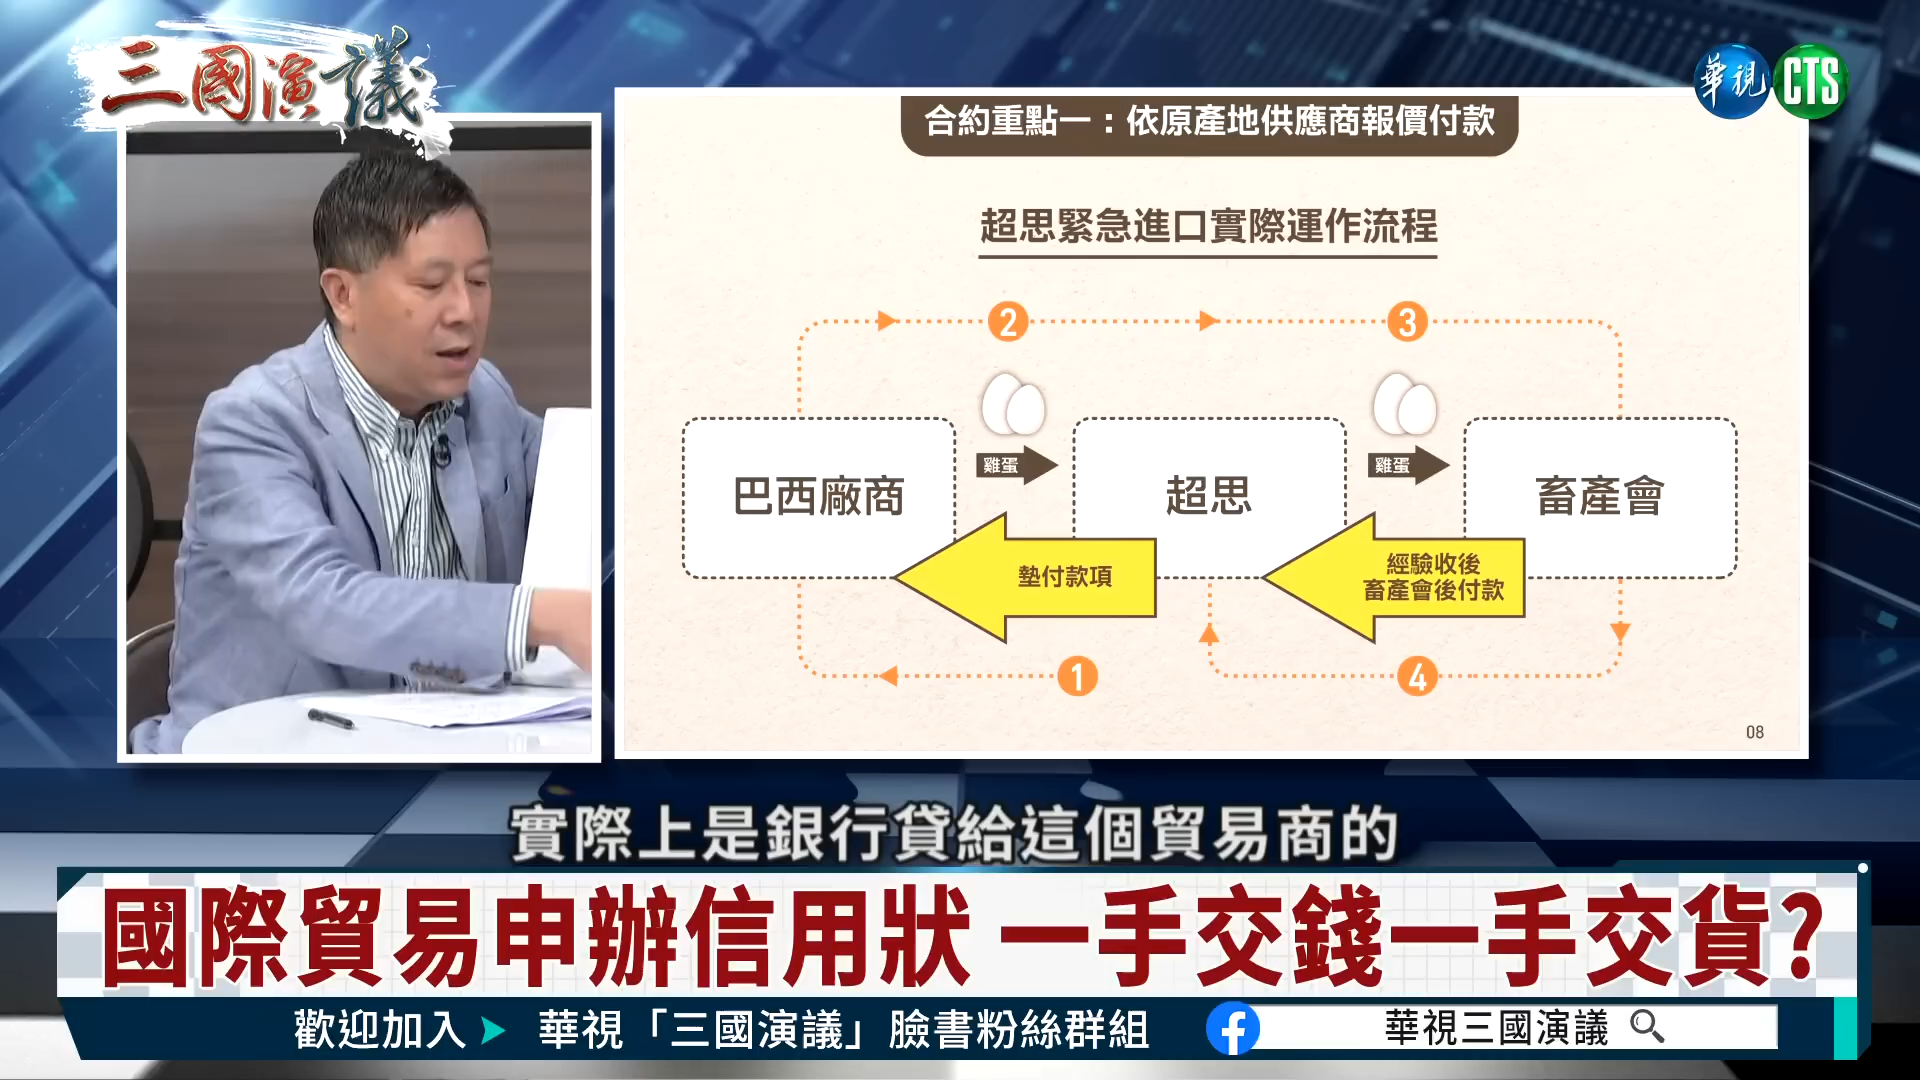 三國演議
華視 CTS
合約重點一：依原產地供應商報價付款
超思緊急進口實際運作流程
2
3
雞蛋
雞蛋
巴西廠商
超思
畜產會
墊付款項
經驗收後
畜產會後付款
1
4
08
實際上是銀行貸給這個貿易商的
國際貿易申辦信用狀 一手交錢一手交貨?
歡迎加入 華視「三國演議」臉書粉絲群組
華視三國演議